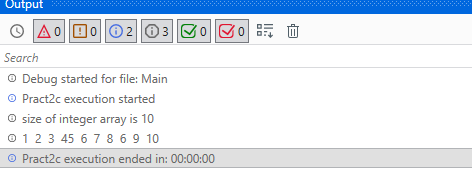 Output
0 0 2 3 0 0
Search
Debug started for file: Main
Pract2c execution started
size of integer array is 10
1 2 3 45 6 7 8 6 9 10
Pract2c execution ended in: 00:00:00